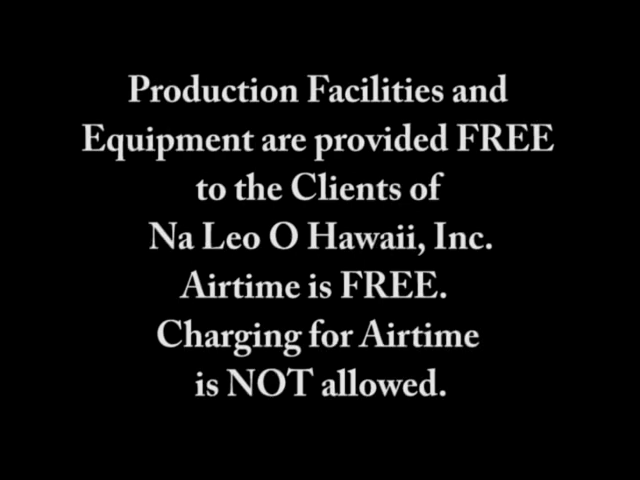 Production Facilities and
Equipment are provided FREE
to the Clients of
Na Leo O Hawaii, Inc.
Airtime is FREE.
Charging for Airtime
is NOT allowed.